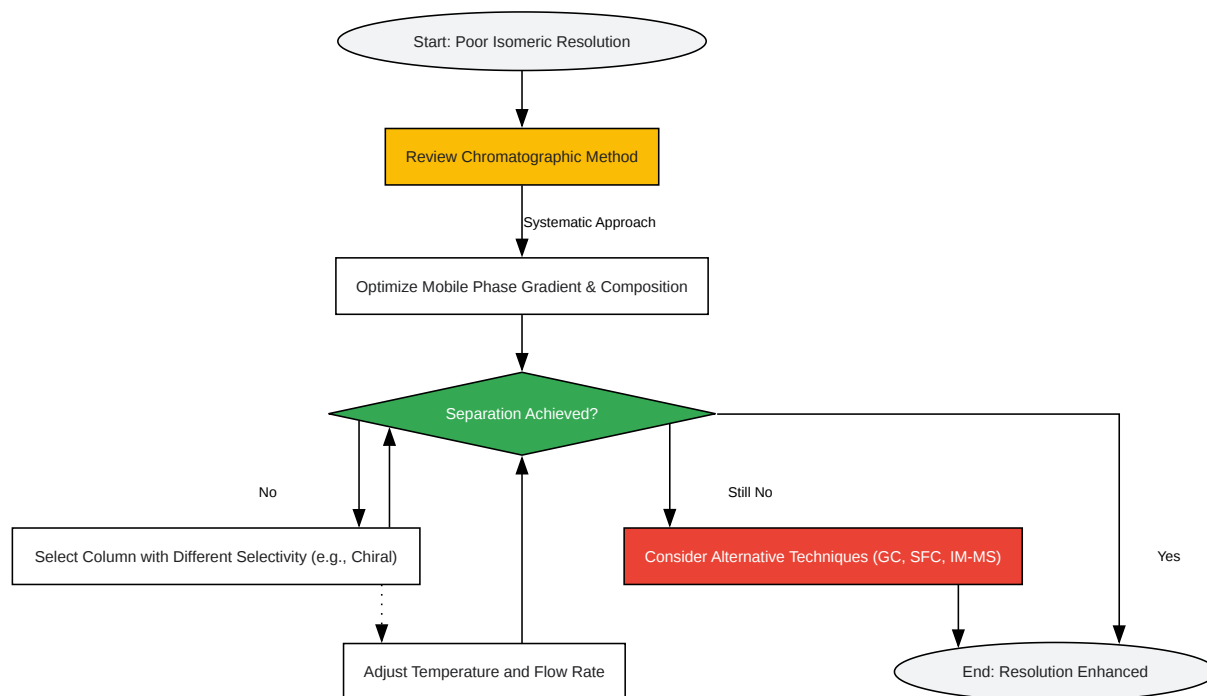 Start: Poor Isomeric Resolution
Review Chromatographic Method
Systematic Approach
Optimize Mobile Phase Gradient & Composition
Separation Achieved?
No
Still No
Select Column with Different Selectivity (e.g., Chiral)
Consider Alternative Techniques (GC, SFC, IM-MS)
Yes
Adjust Temperature and Flow Rate
End: Resolution Enhanced